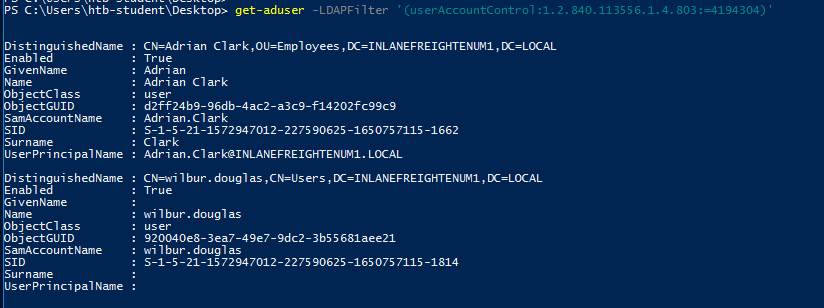 PS C:\Users\htb-student\Desktop>
PS C:\Users\htb-student\Desktop> get-aduser -LDAPFilter '(userAccountControl:1.2.840.113556.1.4.803:=4194304)'
DistinguishedName : CN=Adrian Clark,OU=Employees,DC=INLANEFREIGHTENUM1,DC=LOCAL
Enabled           : True
GivenName         : Adrian
Name              : Adrian Clark
ObjectClass       : user
ObjectGUID        : d2ff24b9-96db-4ac2-a3c9-f14202fc99c9
SamAccountName    : Adrian.Clark
SID               : S-1-5-21-1572947012-227590625-1650757115-1662
Surname           : Clark
UserPrincipalName : Adrian.Clark@INLANEFREIGHTENUM1.LOCAL
DistinguishedName : CN=wilbur.douglas,CN=Users,DC=INLANEFREIGHTENUM1,DC=LOCAL
Enabled           : True
GivenName         :
Name              : wilbur.douglas
ObjectClass       : user
ObjectGUID        : 920040e8-3ea7-49e7-9dc2-3b55681aee21
SamAccountName    : wilbur.douglas
SID               : S-1-5-21-1572947012-227590625-1650757115-1814
Surname           :
UserPrincipalName :